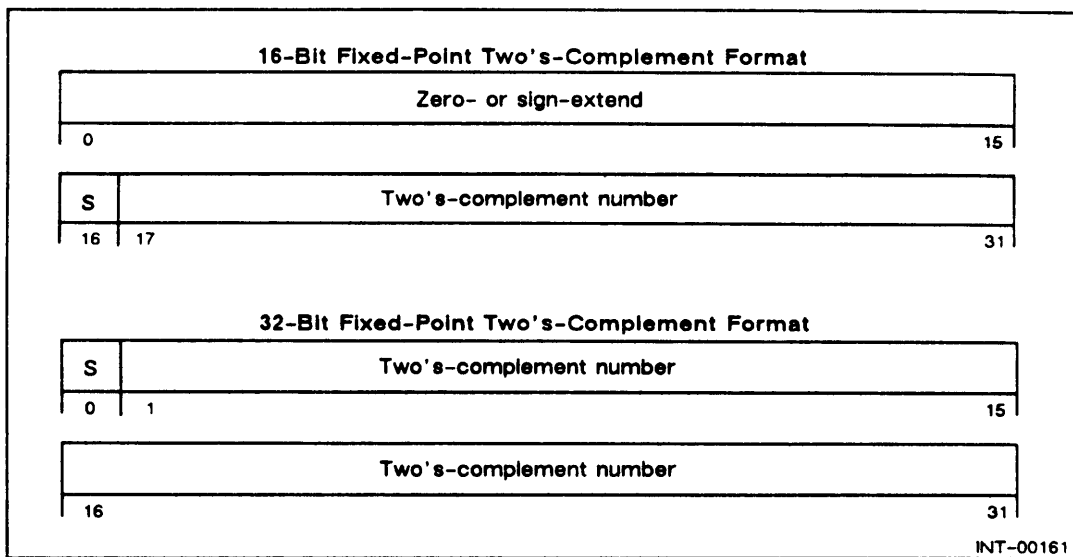 16-Bit Fixed-Point Two's-Complement Format
Zero- or sign-extend
0 15
S Two's-complement number
16 17 31
32-Bit Fixed-Point Two's-Complement Format
S Two's-complement number
0 1 15
Two's-complement number
16 31
INT-00161